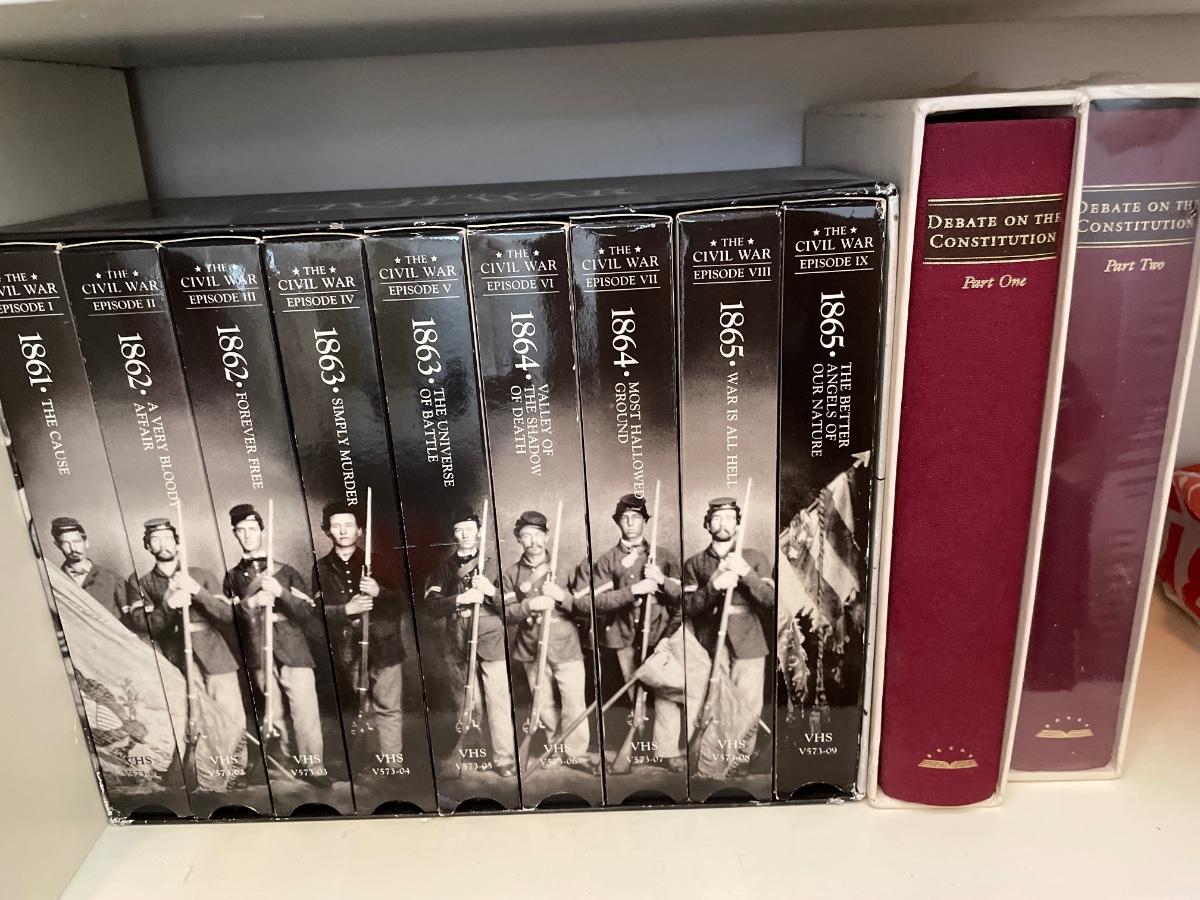 CIVIL WAR
THE
CIVIL WAR
EPISODE I
1861 • THE CAUSE
THE
CIVIL WAR
EPISODE II
1862 • A VERY BLOODY
AFFAIR
VHS
THE
CIVIL WAR
EPISODE III
1862 • FOREVER FREE
VHS
V573-02
THE
CIVIL WAR
EPISODE IV
1863 • SIMPLY MURDER
VHS
V573-03
THE
CIVIL WAR
EPISODE V
1863 • THE UNIVERSE
OF BATTLE
VHS
V573-04
THE
CIVIL WAR
EPISODE VI
1864 • VALLEY OF
THE SHADOW
OF DEATH
VHS
V573-05
THE
CIVIL WAR
EPISODE VII
1864 • MOST HALLOWED
GROUND
VHS
V573-06
THE
CIVIL WAR
EPISODE VIII
1865 • WAR IS ALL HELL
VHS
V573-07
THE
CIVIL WAR
EPISODE IX
1865 • THE BETTER
ANGELS OF
OUR NATURE
VHS
V573-08
VHS
V573-09
DEBATE ON THE
CONSTITUTION
Part One
DEBATE ON THE
CONSTITUTION
Part Two